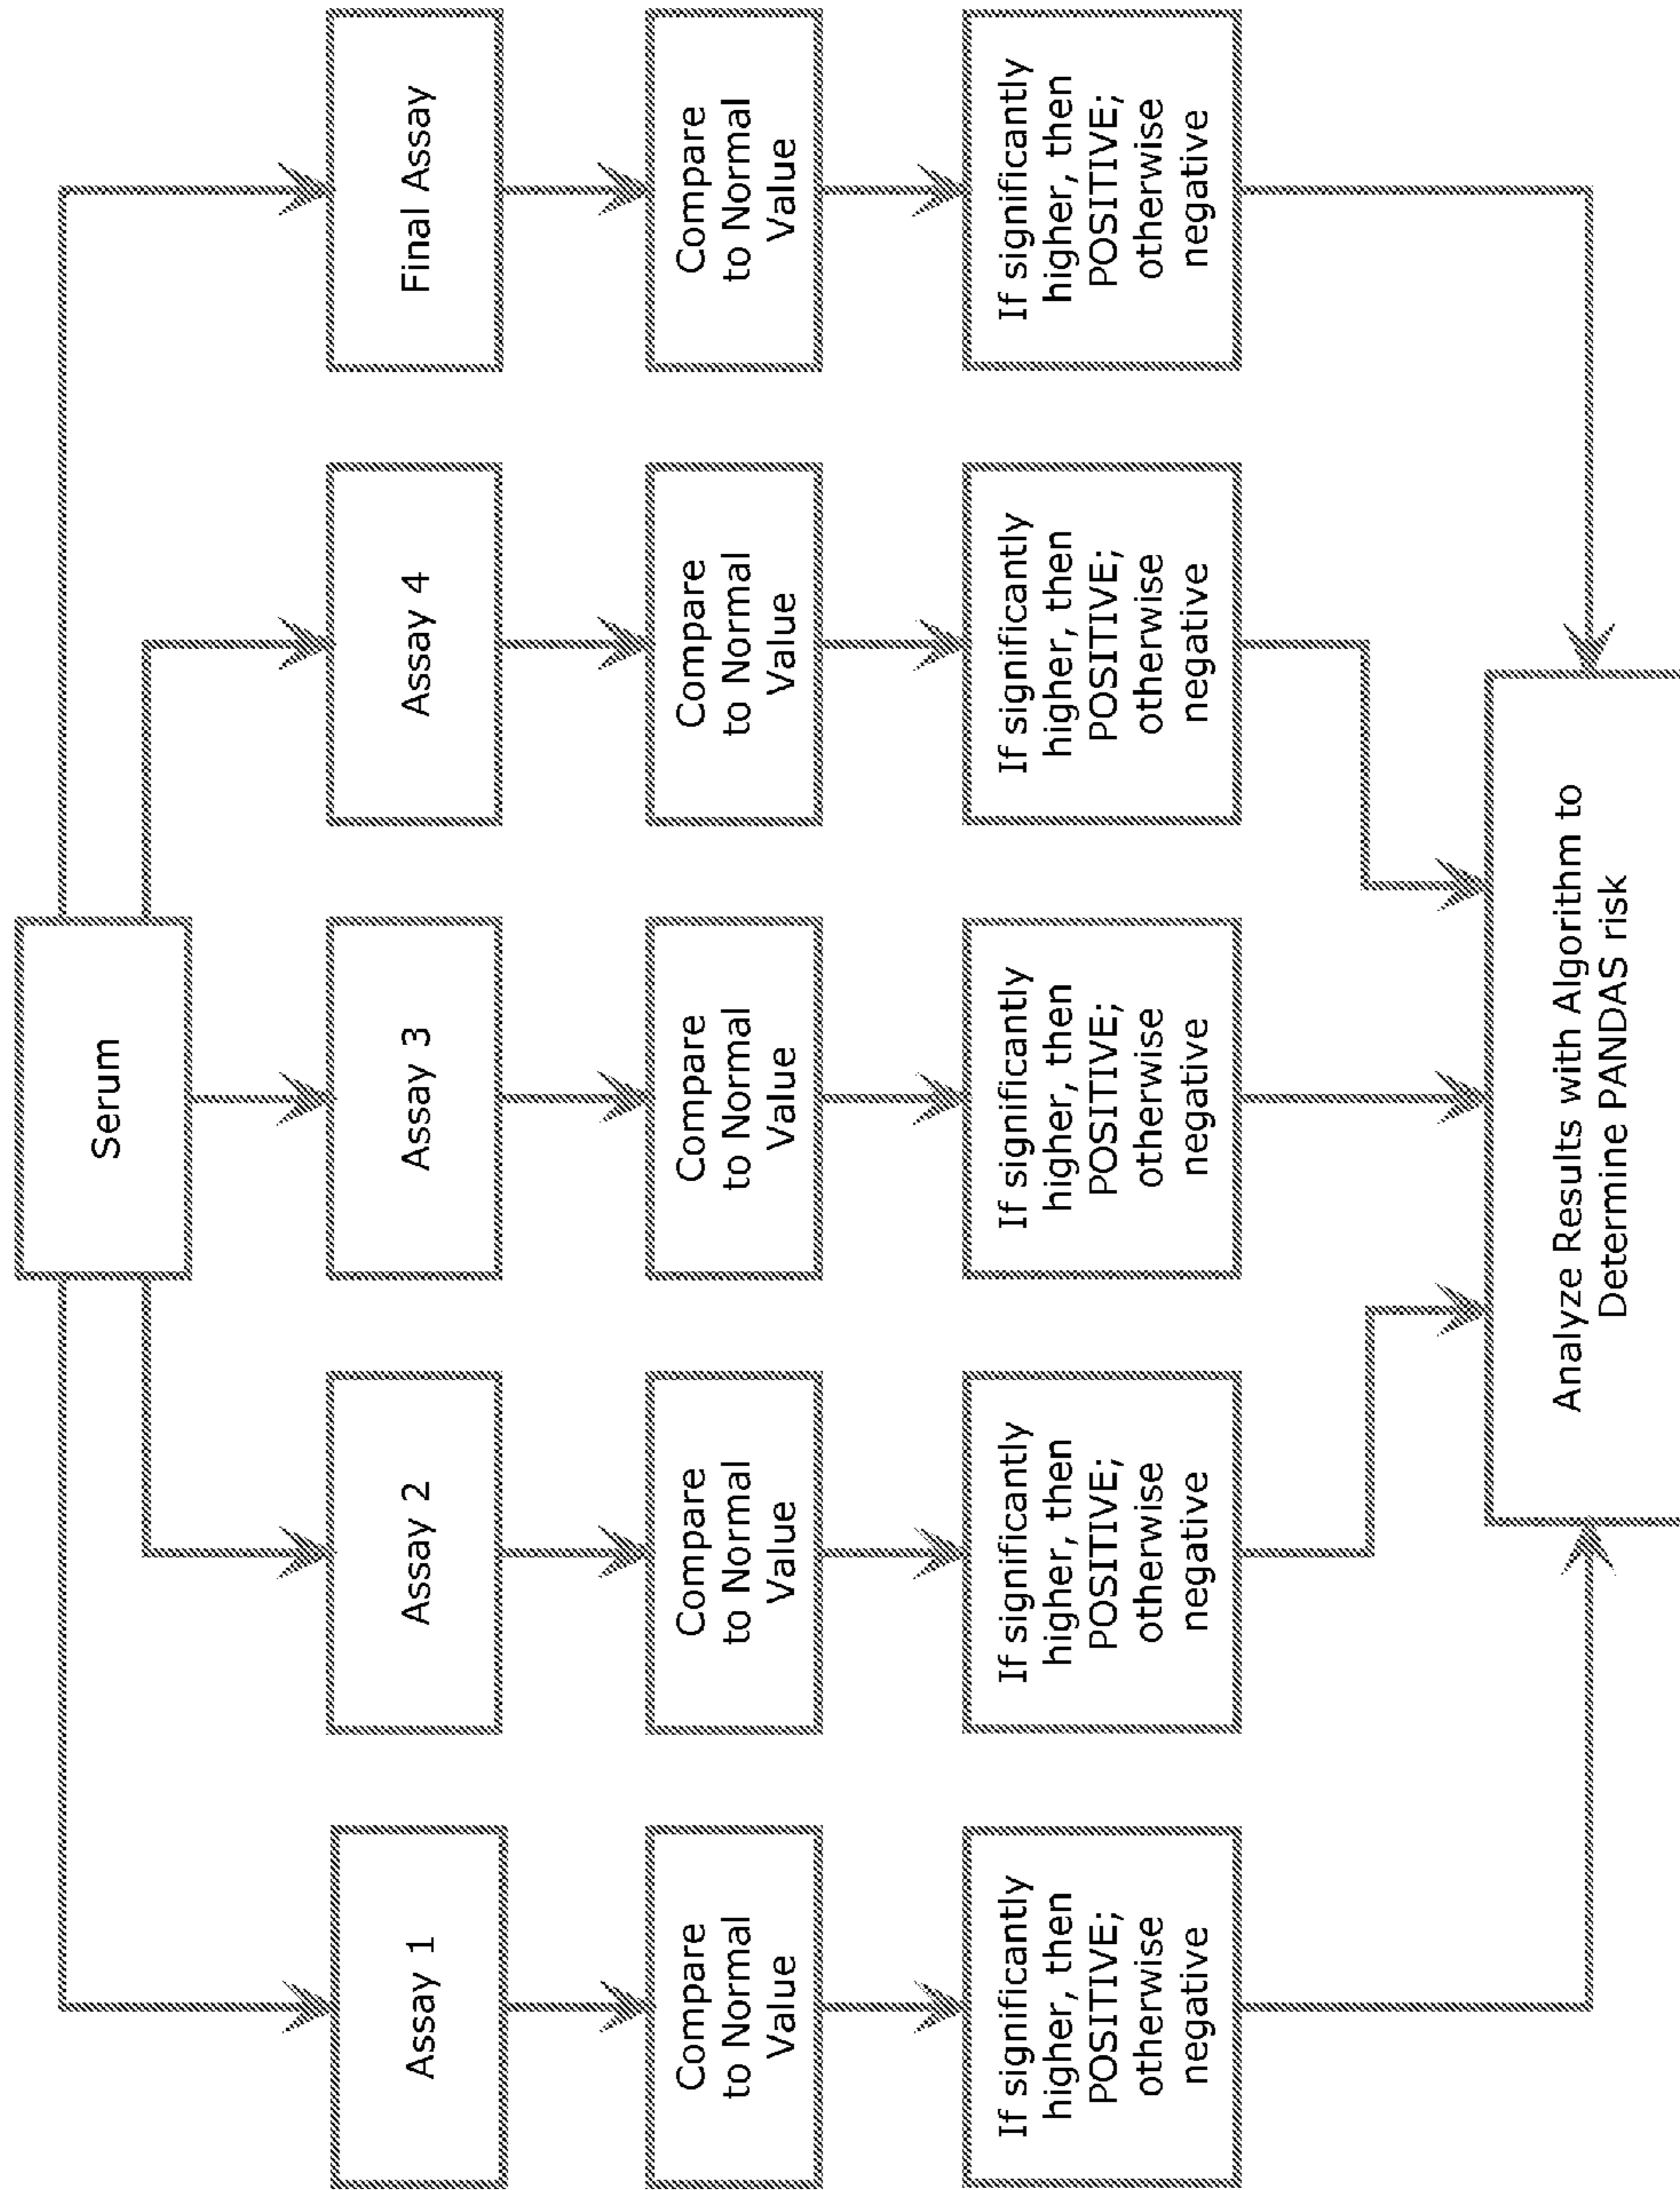 Serum
Assay 1
Assay 2
Assay 3
Assay 4
Final Assay
Compare
to Normal
Value
Compare
to Normal
Value
Compare
to Normal
Value
Compare
to Normal
Value
Compare
to Normal
Value
If significantly
higher, then
POSITIVE;
otherwise
negative
If significantly
higher, then
POSITIVE;
otherwise
negative
If significantly
higher, then
POSITIVE;
otherwise
negative
If significantly
higher, then
POSITIVE;
otherwise
negative
If significantly
higher, then
POSITIVE;
otherwise
negative
Analyze Results with Algorithm to
Determine PANDAS risk